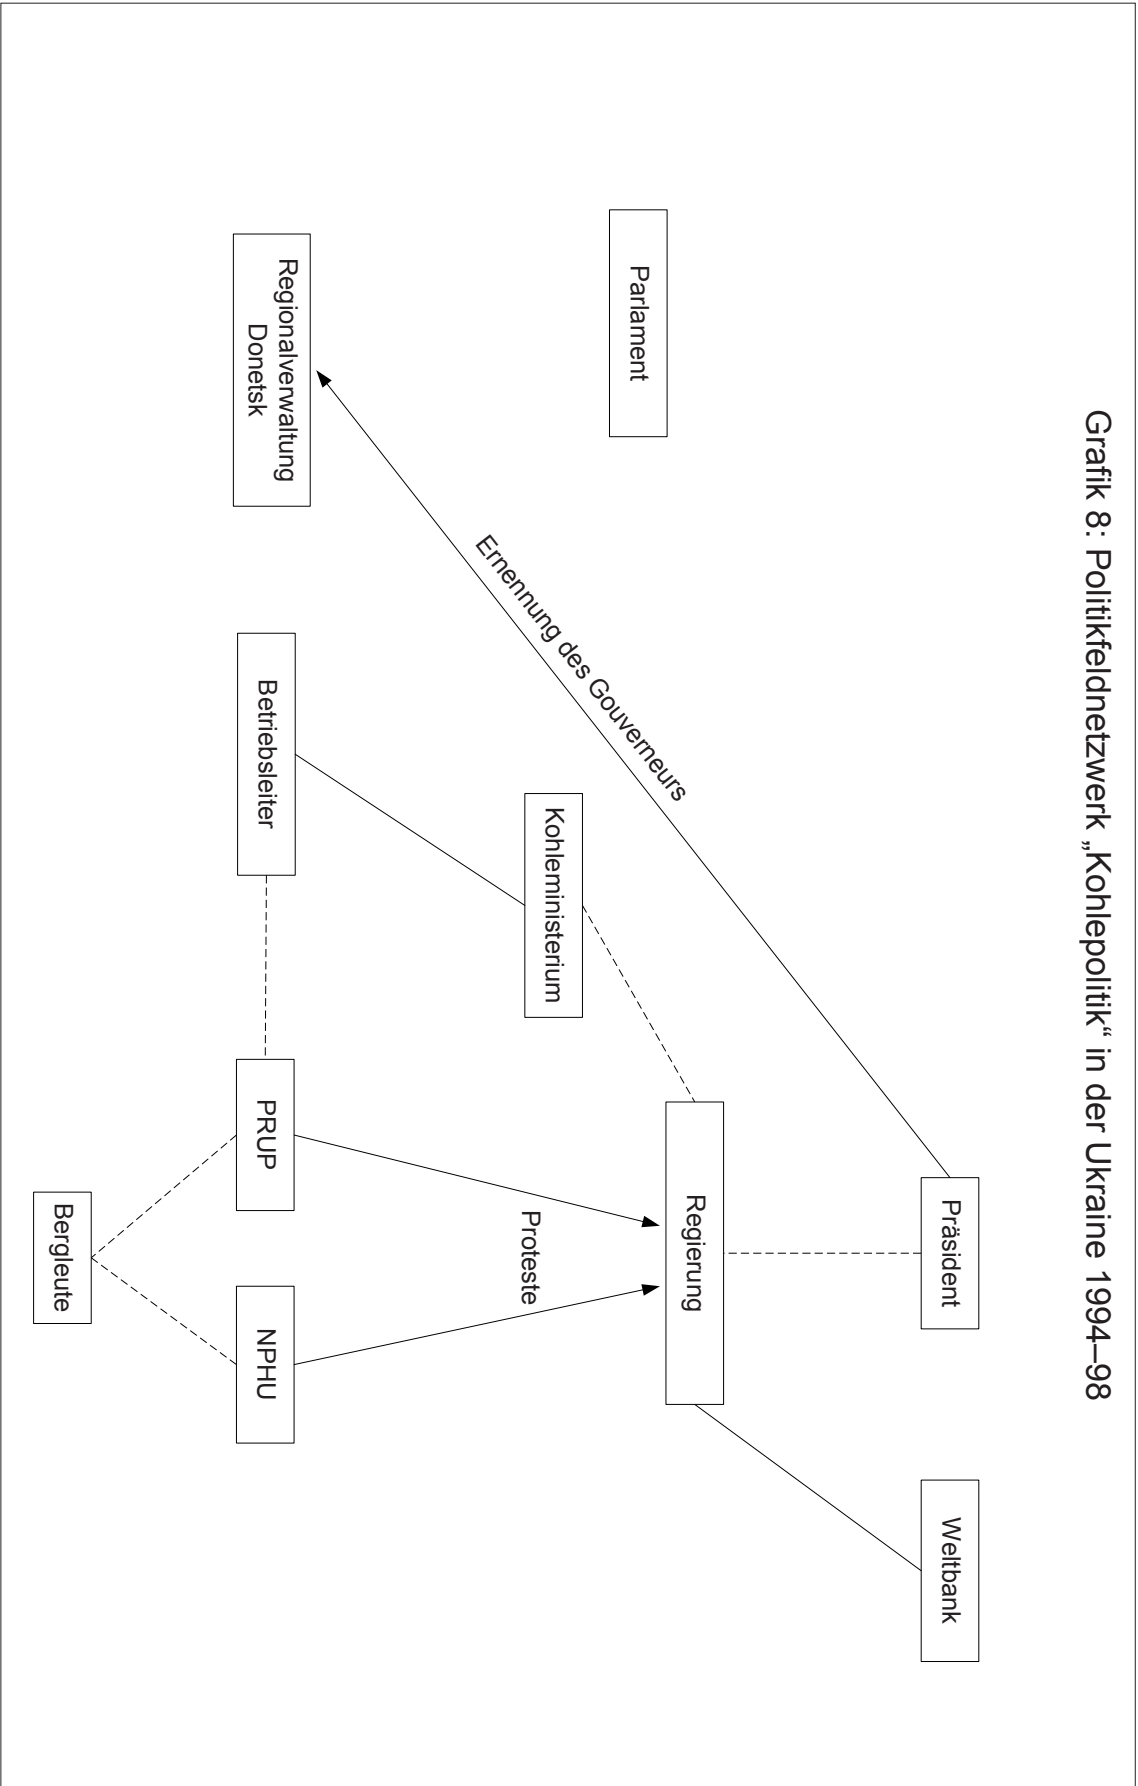 Grafik 8: Politikfeldnetzwerk „Kohlepolitik“ in der Ukraine 1994–98
Präsident
Weltbank
Parlament
Regierung
Ernennung des Gouverneurs
Kohleministerium
Proteste
Regionalverwaltung
Donetsk
Betriebsleiter
PRUP
NPHU
Bergleute